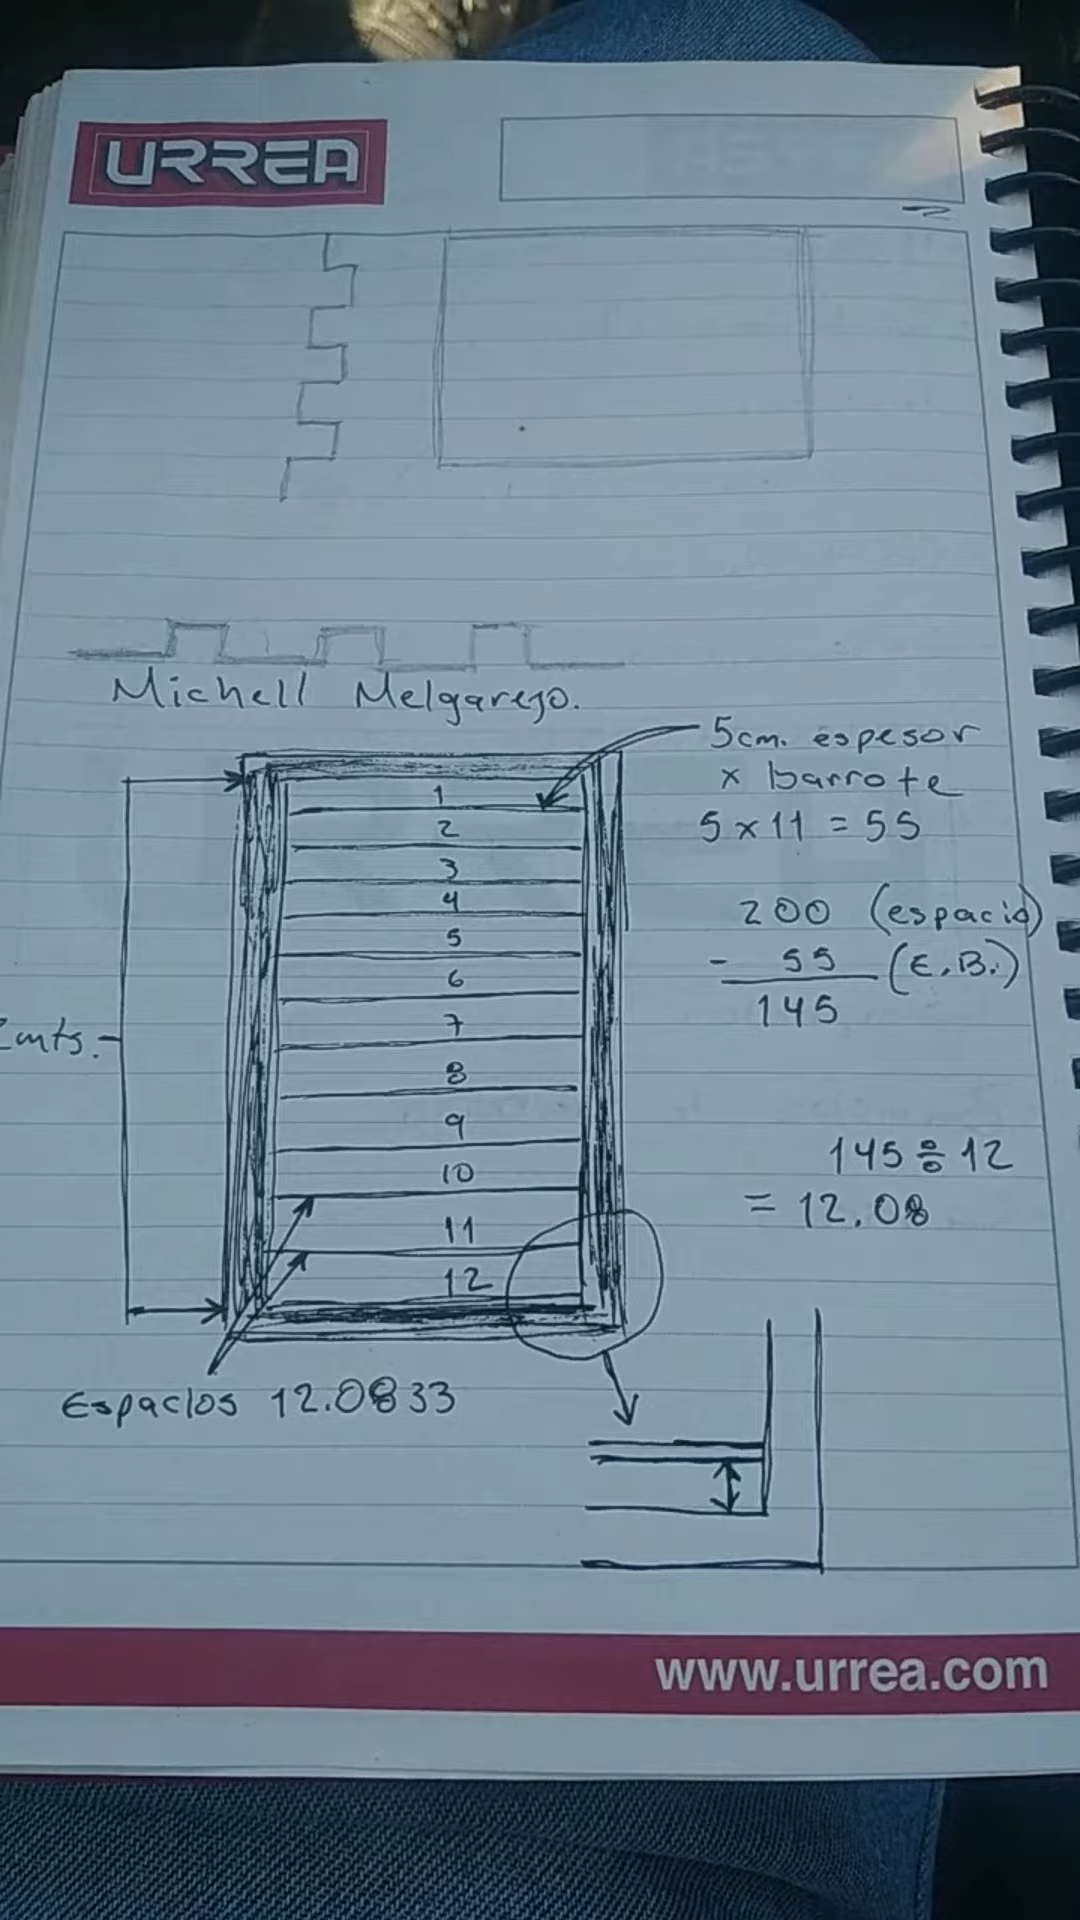 URREA
Michell Melgarejo.
5cm. espesor
x barrote
5 x 11 = 55
1
2
3
4
5
6
7
8
9
10
11
12
200 (espacio)
- 55 (E.B.)
145
2mts.
145 ÷ 12
= 12.08
Espacios 12.0833
www.urrea.com